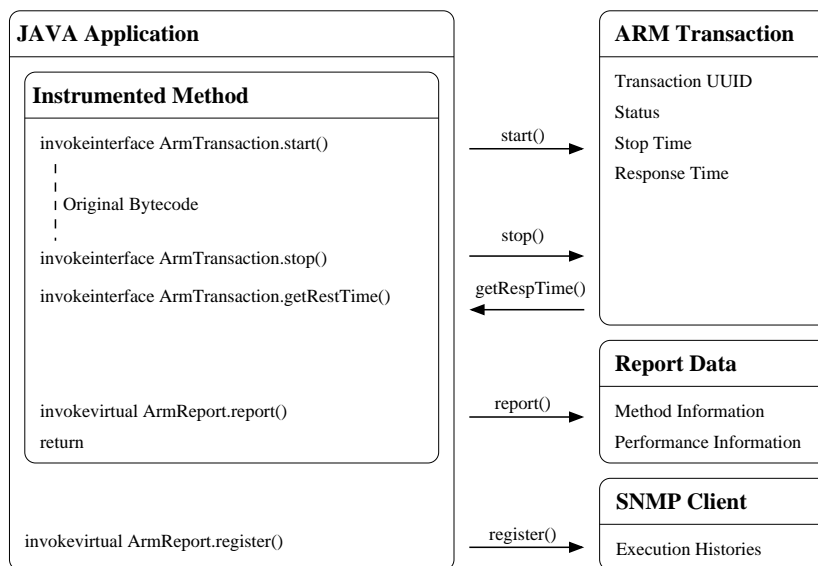 JAVA Application
Instrumented Method
invokeinterface ArmTransaction.start()
Original Bytecode
invokeinterface ArmTransaction.stop()
invokeinterface ArmTransaction.getRestTime()
invokevirtual ArmReport.report()
return
invokevirtual ArmReport.register()
start()
stop()
getRespTime()
report()
register()
ARM Transaction
Transaction UUID
Status
Stop Time
Response Time
Report Data
Method Information
Performance Information
SNMP Client
Execution Histories